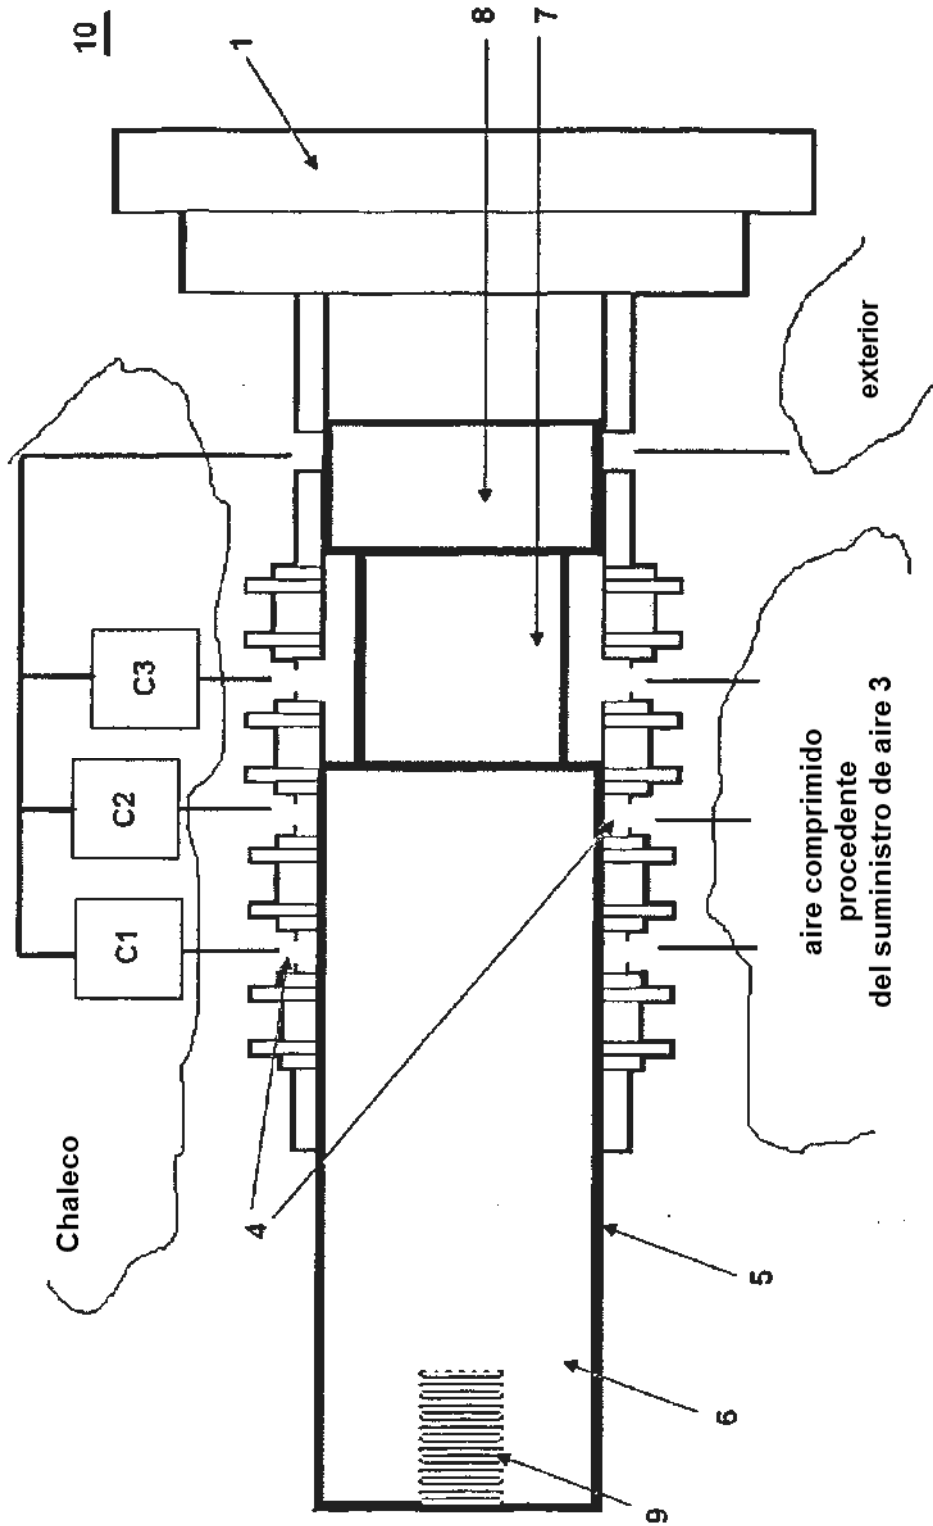 10
1
8
7
Chaleco
C1
C2
C3
4
exterior
aire comprimido
procedente
del suministro de aire 3
5
6
9